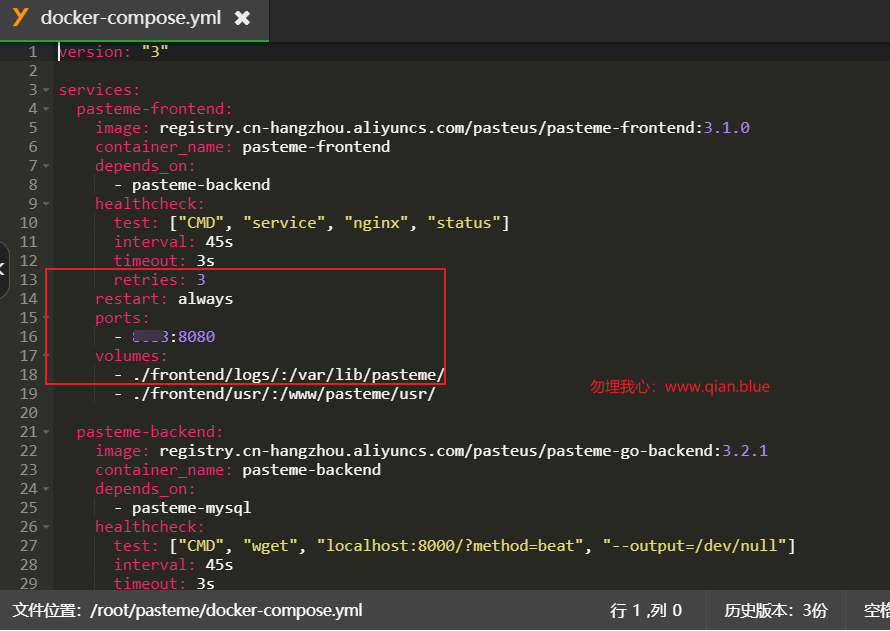 docker-compose.yml
1 version: "3"
2
3 services:
4 pasteme-frontend:
5 image: registry.cn-hangzhou.aliyuncs.com/pasteus/pasteme-frontend:3.1.0
6 container_name: pasteme-frontend
7 depends_on:
8 - pasteme-backend
9 healthcheck:
10 test: ["CMD", "service", "nginx", "status"]
11 interval: 45s
12 timeout: 3s
13 retries: 3
14 restart: always
15 ports:
16 - :8080
17 volumes:
18 - ./frontend/logs/:/var/lib/pasteme/
19 - ./frontend/usr/:/www/pasteme/usr/
勿埋我心：www.qian.blue
20
21 pasteme-backend:
22 image: registry.cn-hangzhou.aliyuncs.com/pasteus/pasteme-go-backend:3.2.1
23 container_name: pasteme-backend
24 depends_on:
25 - pasteme-mysql
26 healthcheck:
27 test: ["CMD", "wget", "localhost:8000/?method=beat", "--output=/dev/null"]
28 interval: 45s
29 timeout: 3s
文件位置：/root/pasteme/docker-compose.yml 行 1 ,列 0 历史版本：3份 空格